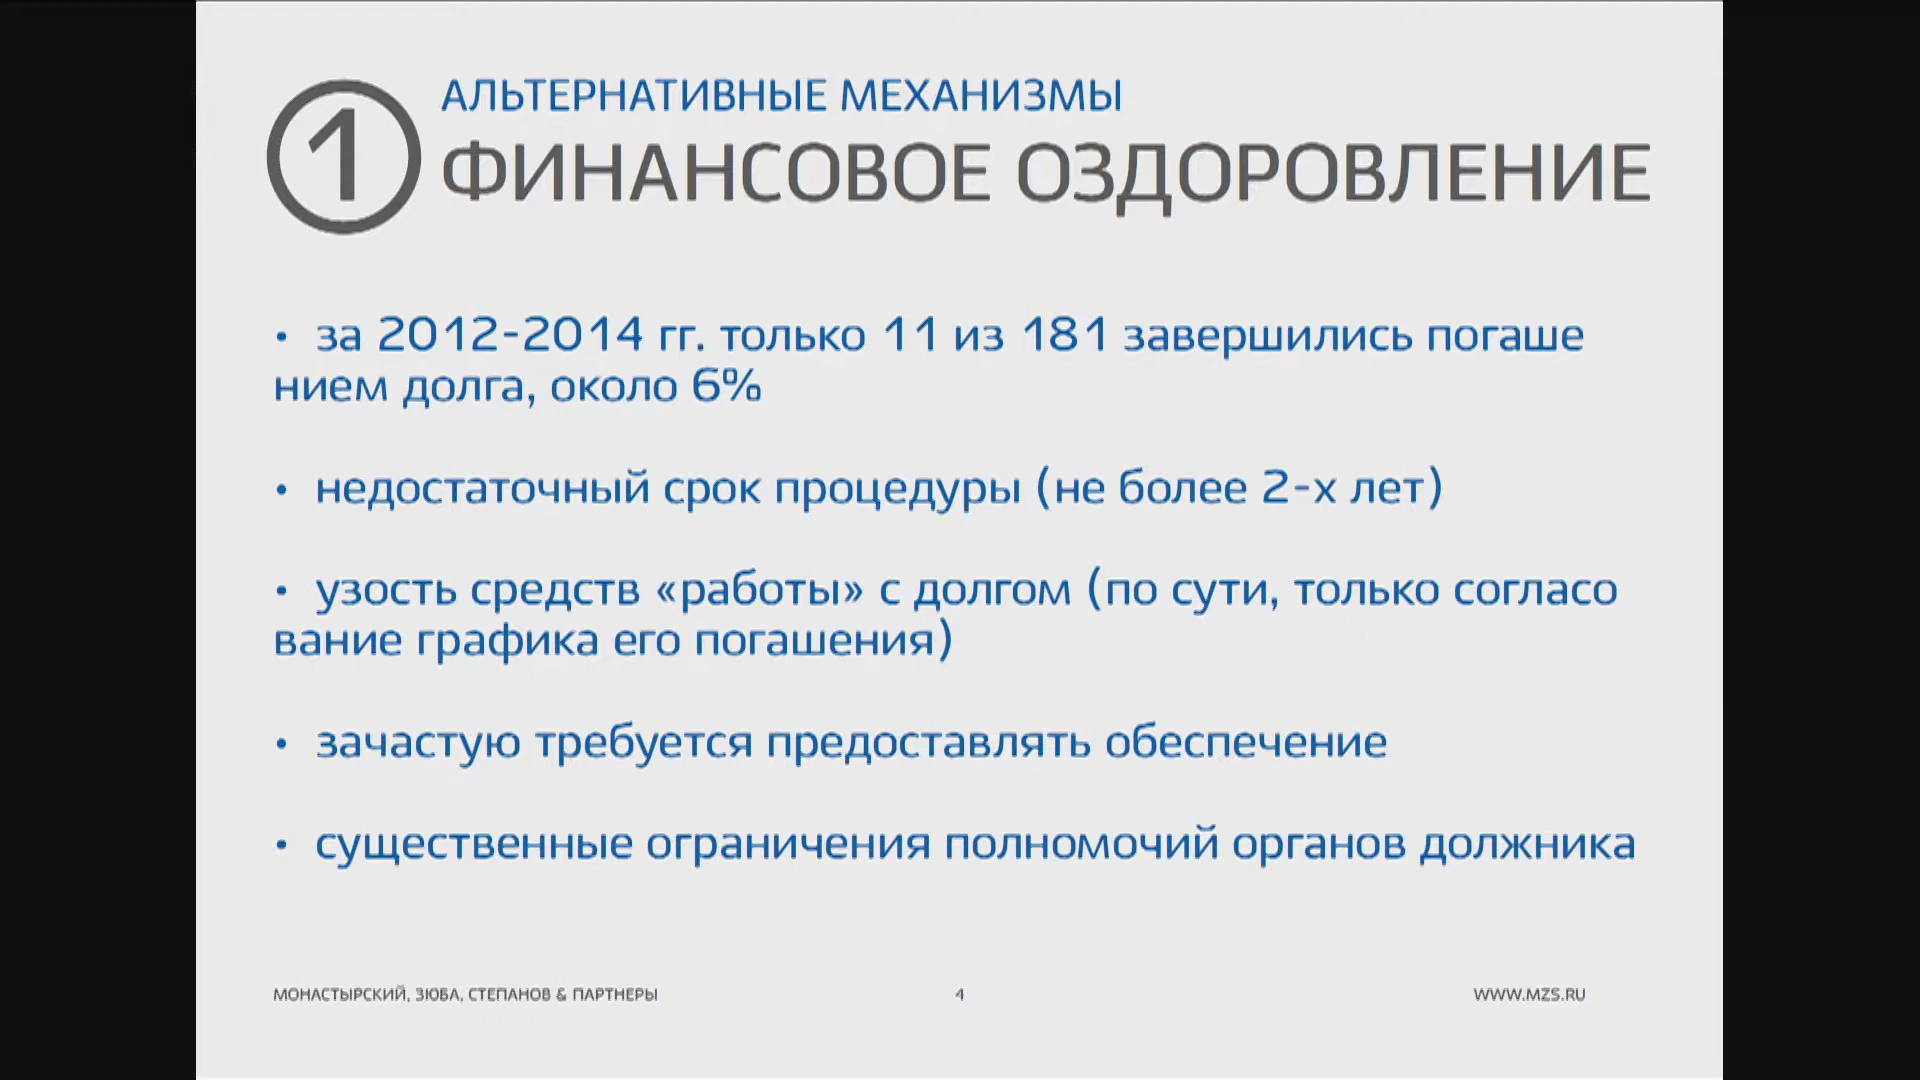 1
АЛЬТЕРНАТИВНЫЕ МЕХАНИЗМЫ
ФИНАНСОВОЕ ОЗДОРОВЛЕНИЕ
• за 2012-2014 гг. только 11 из 181 завершились погаше
нием долга, около 6%
• недостаточный срок процедуры (не более 2-х лет)
• узость средств «работы» с долгом (по сути, только согласо
вание графика его погашения)
• зачастую требуется предоставлять обеспечение
• существенные ограничения полномочий органов должника
МОНАСТЫРСКИЙ, ЗЮБА, СТЕПАНОВ & ПАРТНЕРЫ
4
WWW.MZS.RU